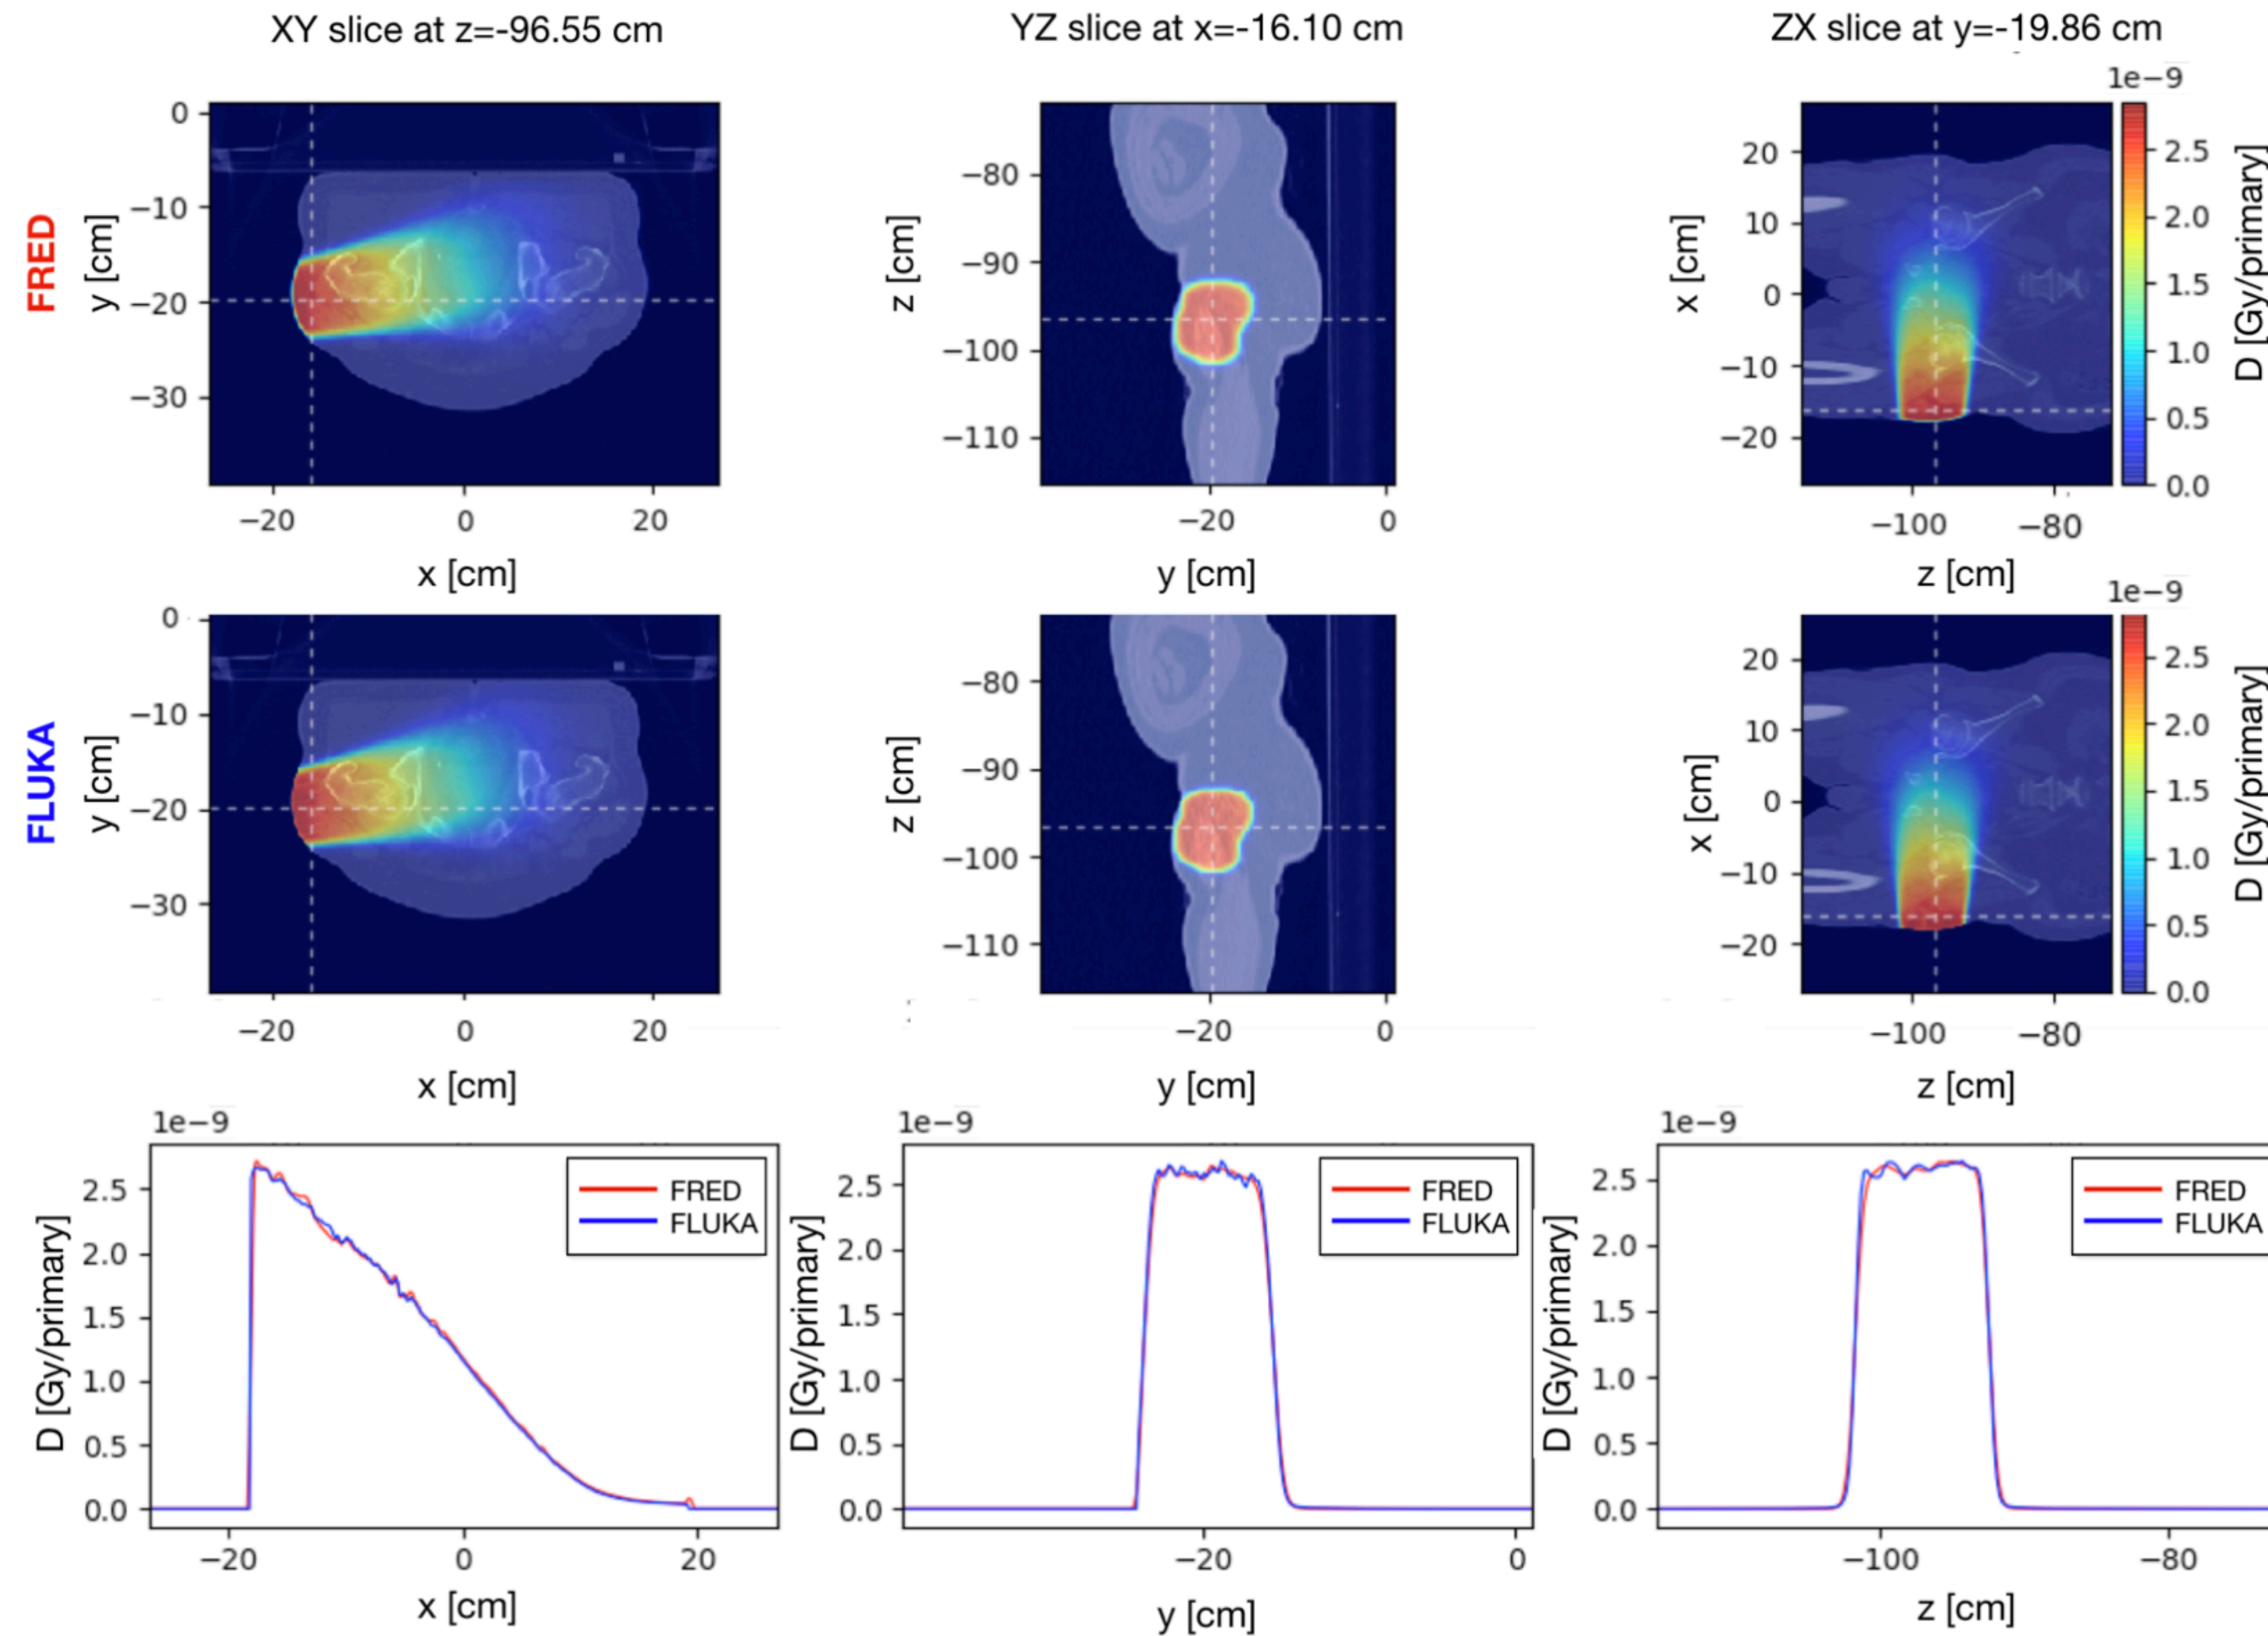 XY slice at z=-96.55 cm
YZ slice at x=-16.10 cm
ZX slice at y=-19.86 cm
FRED
y [cm]
0
−10
−20
−30
−20
0
20
x [cm]
z [cm]
−80
−90
−100
−110
−20
0
y [cm]
x [cm]
20
10
0
−10
−20
−100
−80
z [cm]
1e−9
2.5
2.0
1.5
1.0
0.5
0.0
D [Gy/primary]
FLUKA
y [cm]
0
−10
−20
−30
−20
0
20
x [cm]
z [cm]
−80
−90
−100
−110
−20
0
y [cm]
x [cm]
20
10
0
−10
−20
−100
−80
z [cm]
1e−9
2.5
2.0
1.5
1.0
0.5
0.0
D [Gy/primary]
1e−9
D [Gy/primary]
2.5
2.0
1.5
1.0
0.5
0.0
FRED
FLUKA
−20
0
20
x [cm]
1e−9
D [Gy/primary]
2.5
2.0
1.5
1.0
0.5
0.0
FRED
FLUKA
−20
0
y [cm]
1e−9
D [Gy/primary]
2.5
2.0
1.5
1.0
0.5
0.0
FRED
FLUKA
−100
−80
z [cm]